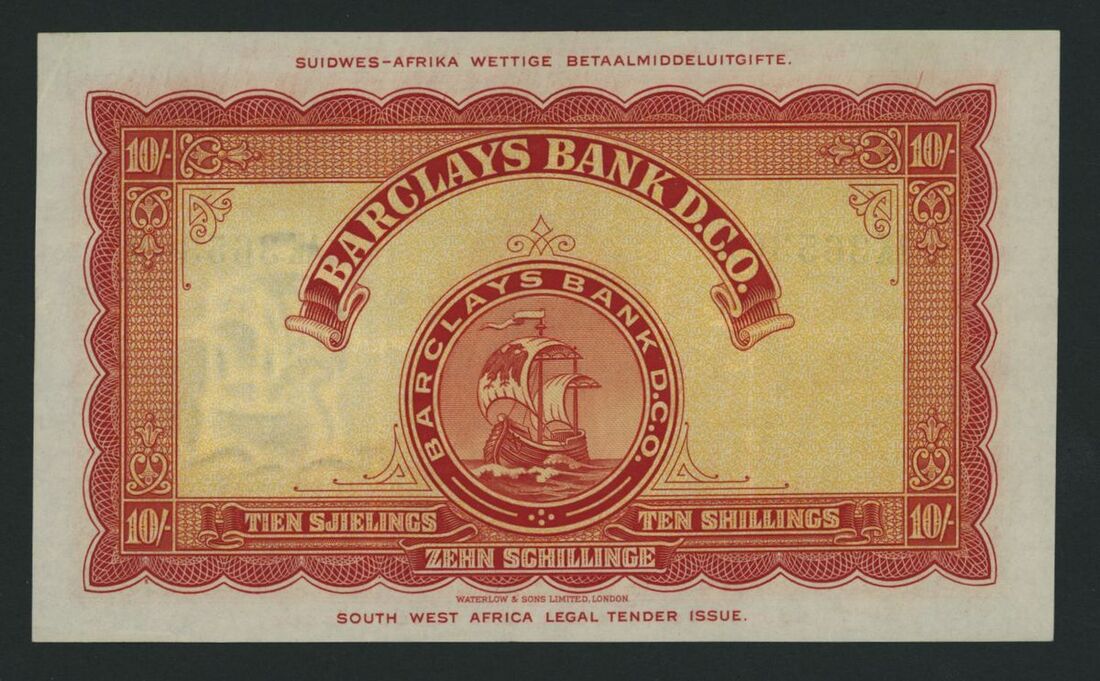 SUIDWES-AFRIKA WETTIGE BETAALMIDDELUITGIFTE.
10/- 10/-
BARCLAYS BANK D.C.O.
BARCLAYS BANK D.C.O.
10/- TIEN SJIELINGS TEN SHILLINGS 10/-
ZEHN SCHILLINGE
WATERLOW & SONS LIMITED, LONDON.
SOUTH WEST AFRICA LEGAL TENDER ISSUE.